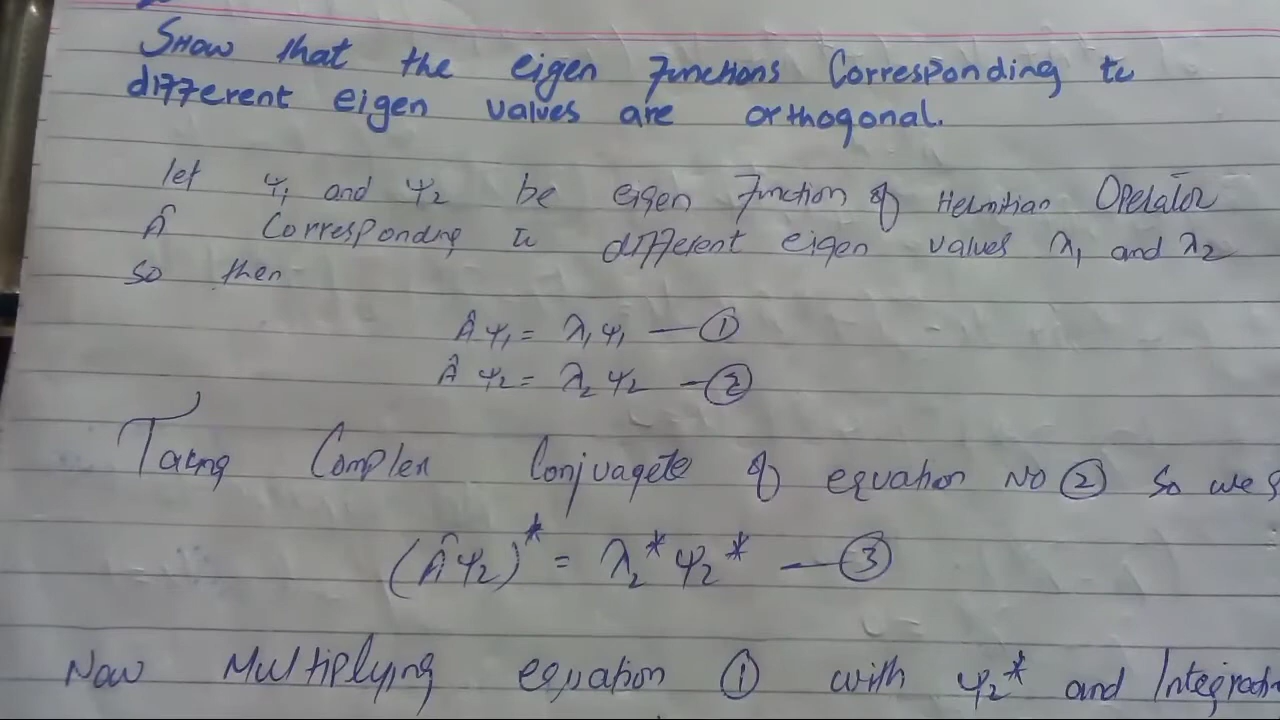 Show that the eigen functions Corresponding to
different eigen values are orthogonal.
let ψ₁ and ψ₂ be eigen function of Hermitian Operator
Â Corresponding to different eigen values λ₁ and λ₂
so then
Âψ₁ = λ₁ψ₁ — ①
Âψ₂ = λ₂ψ₂ — ②
Taking Complex Conjugate of equation No ② so we
(Âψ₂)* = λ₂*ψ₂* — ③
Now Multiplying equation ① with ψ₂* and